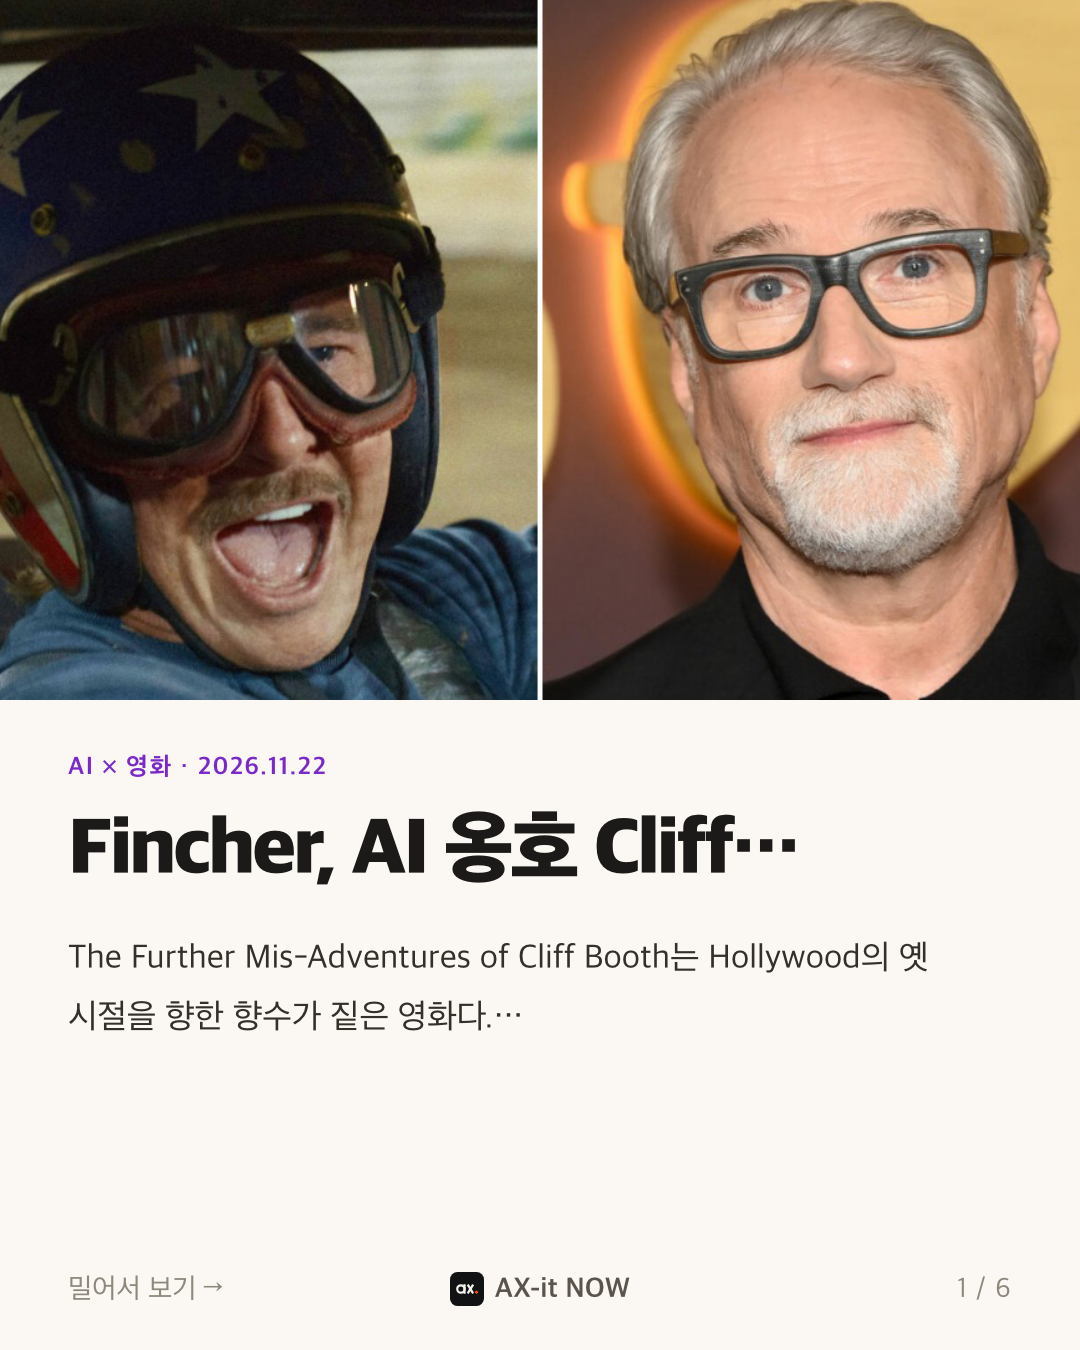 AI × 영화 · 2026.11.22
Fincher, AI 옹호 Cliff⋯
The Further Mis-Adventures of Cliff Booth는 Hollywood의 옛
시절을 향한 향수가 짙은 영화다.⋯
밀어서 보기 → ax. AX-it NOW 1 / 6